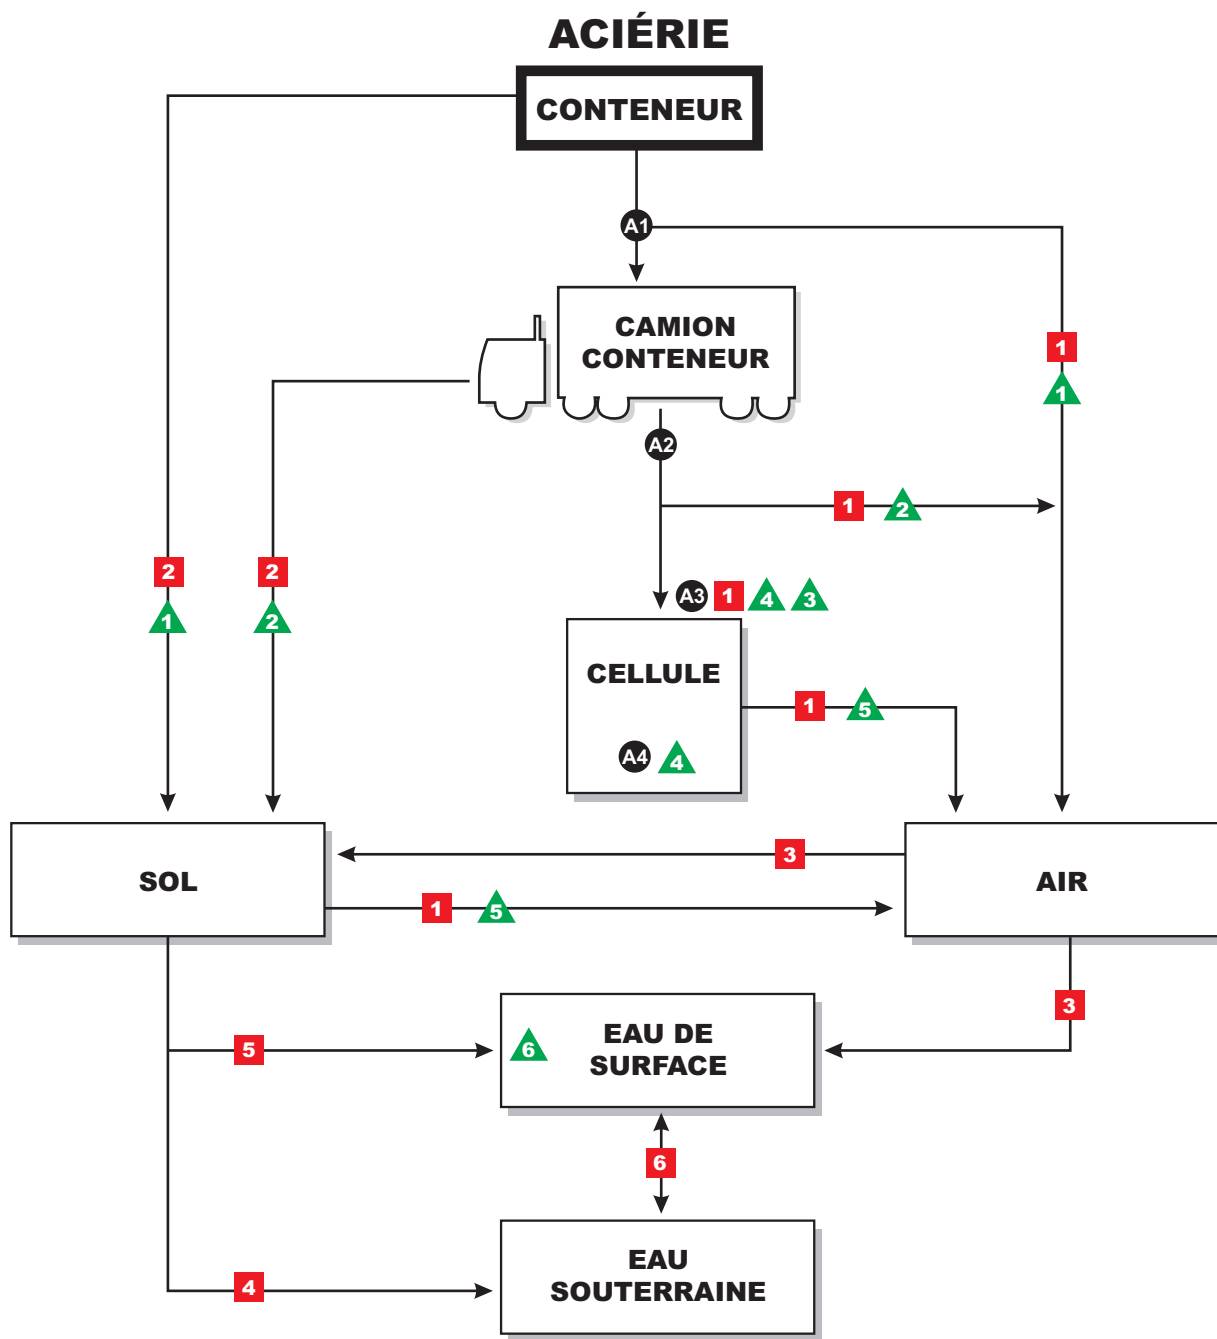 ACIÉRIE
CONTENEUR
A1
CAMION
CONTENEUR
1
1
A2
1 2
2 2
1 2
A3 1 4 3
CELLULE
1 5
A4 4
3
SOL
AIR
1 5
3
EAU DE
SURFACE
6
5
6
EAU
SOUTERRAINE
4